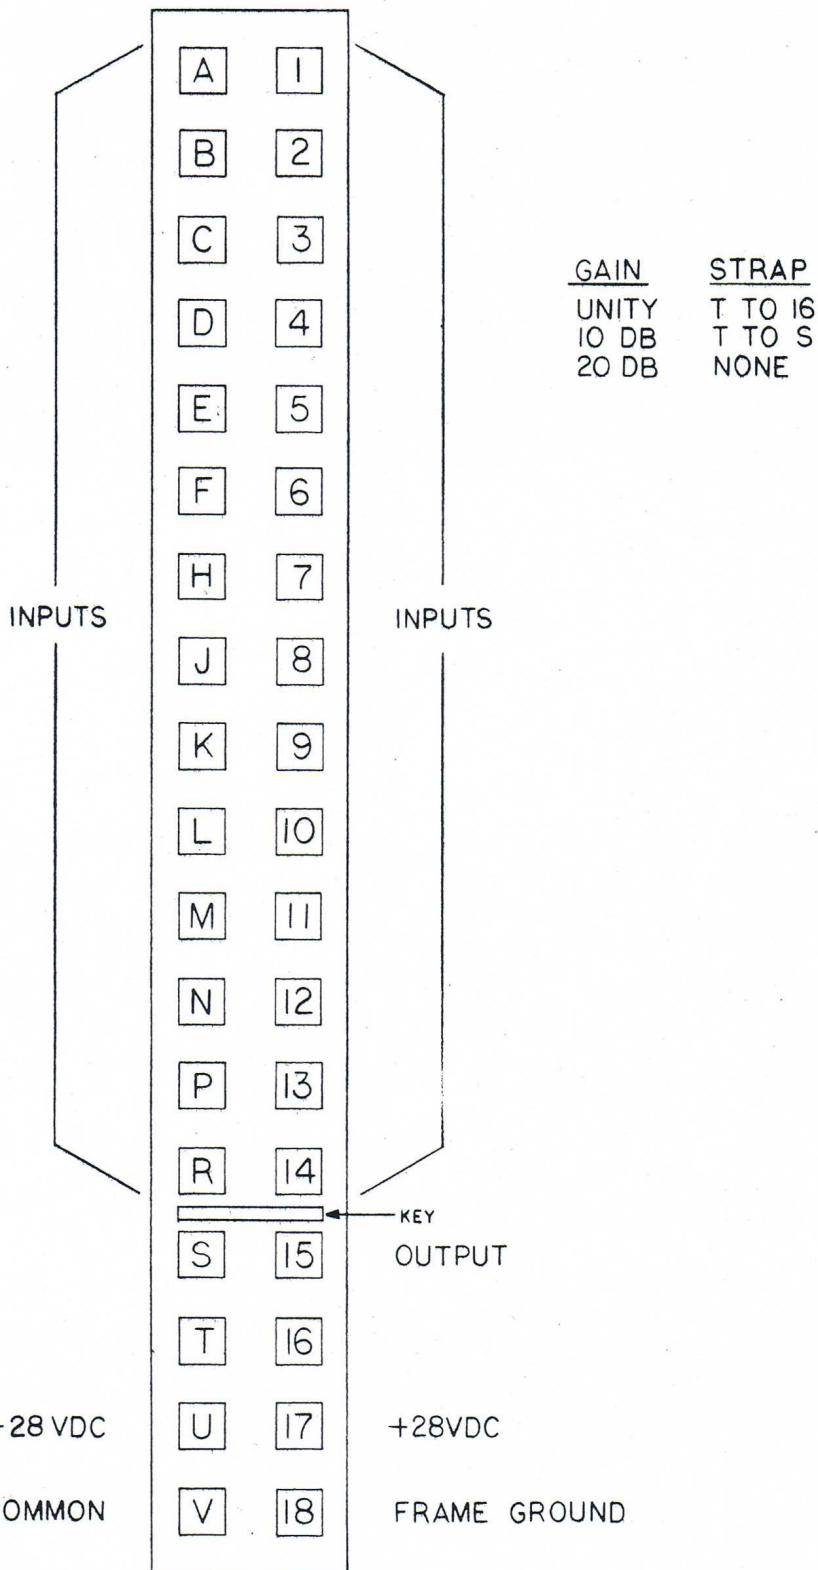 A 1
B 2
C 3
GAIN STRAP
UNITY T TO 16
D 4
10 DB T TO S
20 DB NONE
E 5
F 6
H 7
INPUTS INPUTS
J 8
K 9
L 10
M 11
N 12
P 13
R 14
KEY
S 15 OUTPUT
T 16
28 VDC U 17 +28VDC
OMMON V 18 FRAME GROUND